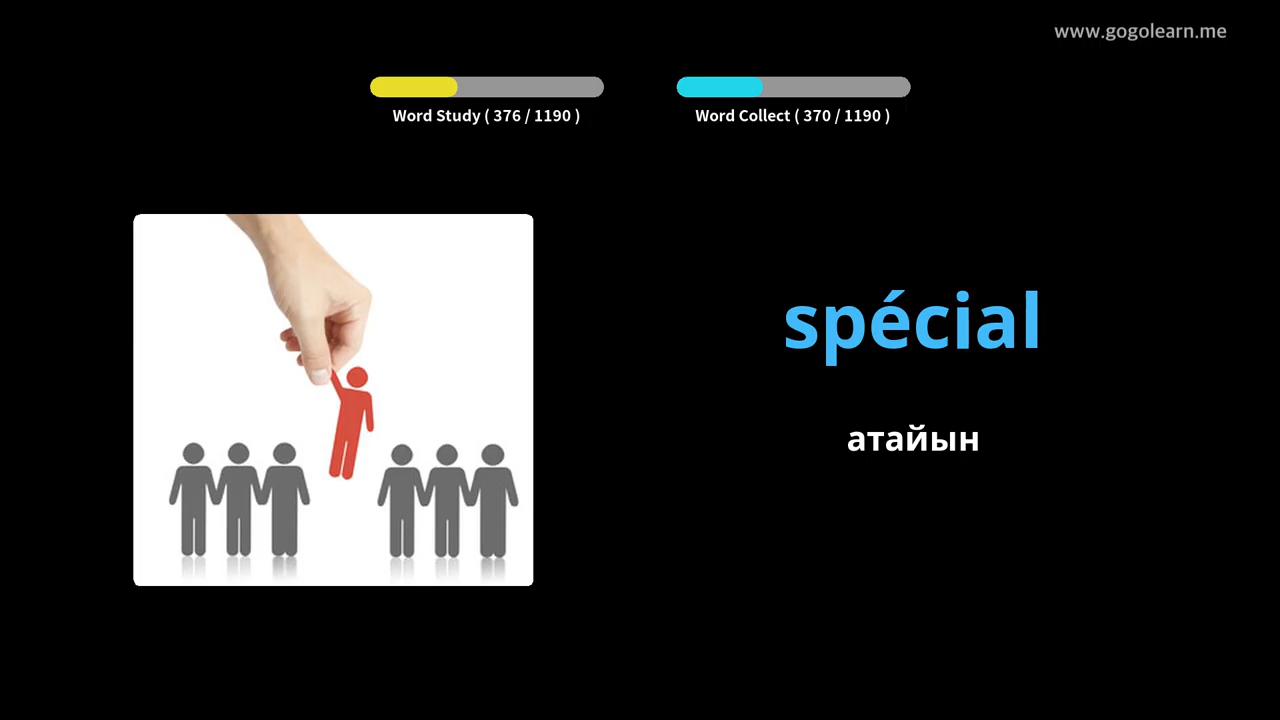 www.gogolearn.me
Word Study ( 376 / 1190 )
Word Collect ( 370 / 1190 )
spécial
атайын